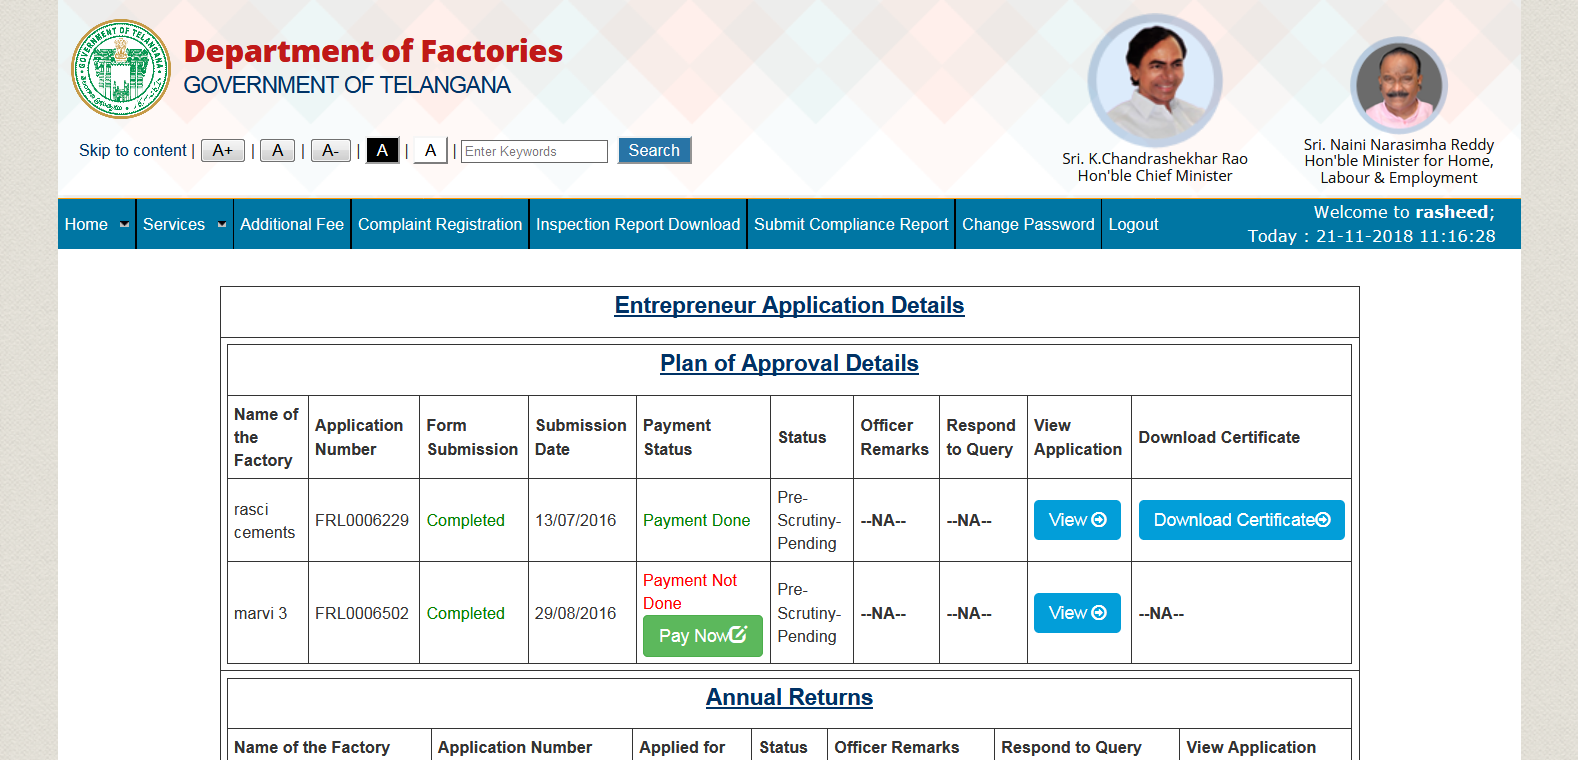 Department of Factories
GOVERNMENT OF TELANGANA
GOVERNMENT OF TELANGANA
Skip to content | A+ | A | A- | A | A | Enter Keywords Search
Sri. K.Chandrashekhar Rao
Hon'ble Chief Minister
Sri. Naini Narasimha Reddy
Hon'ble Minister for Home,
Labour & Employment
Home Services Additional Fee Complaint Registration Inspection Report Download Submit Compliance Report Change Password Logout
Welcome to rasheed;
Today : 21-11-2018 11:16:28
Entrepreneur Application Details
Plan of Approval Details
Name of the Factory Application Number Form Submission Submission Date Payment Status Status Officer Remarks Respond to Query View Application Download Certificate
rasci cements FRL0006229 Completed 13/07/2016 Payment Done Pre-Scrutiny-Pending --NA-- --NA-- View Download Certificate
marvi 3 FRL0006502 Completed 29/08/2016 Payment Not Done Pay Now Pre-Scrutiny-Pending --NA-- --NA-- View --NA--
Annual Returns
Name of the Factory Application Number Applied for Status Officer Remarks Respond to Query View Application